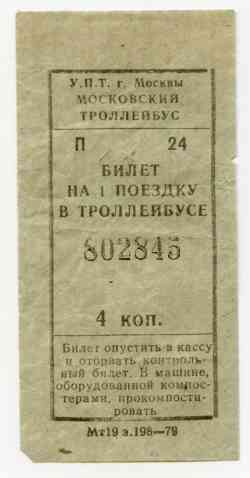 У.П.Т. г. Москвы
МОСКОВСКИЙ
ТРОЛЛЕЙБУС
П 24
БИЛЕТ
НА 1 ПОЕЗДКУ
В ТРОЛЛЕЙБУСЕ
802845
4 коп.
Билет опустить в кассу
и оторвать контроль-
ный билет. В машине,
оборудованной компос-
терами, прокомпости-
ровать
Мт19 з.198—79